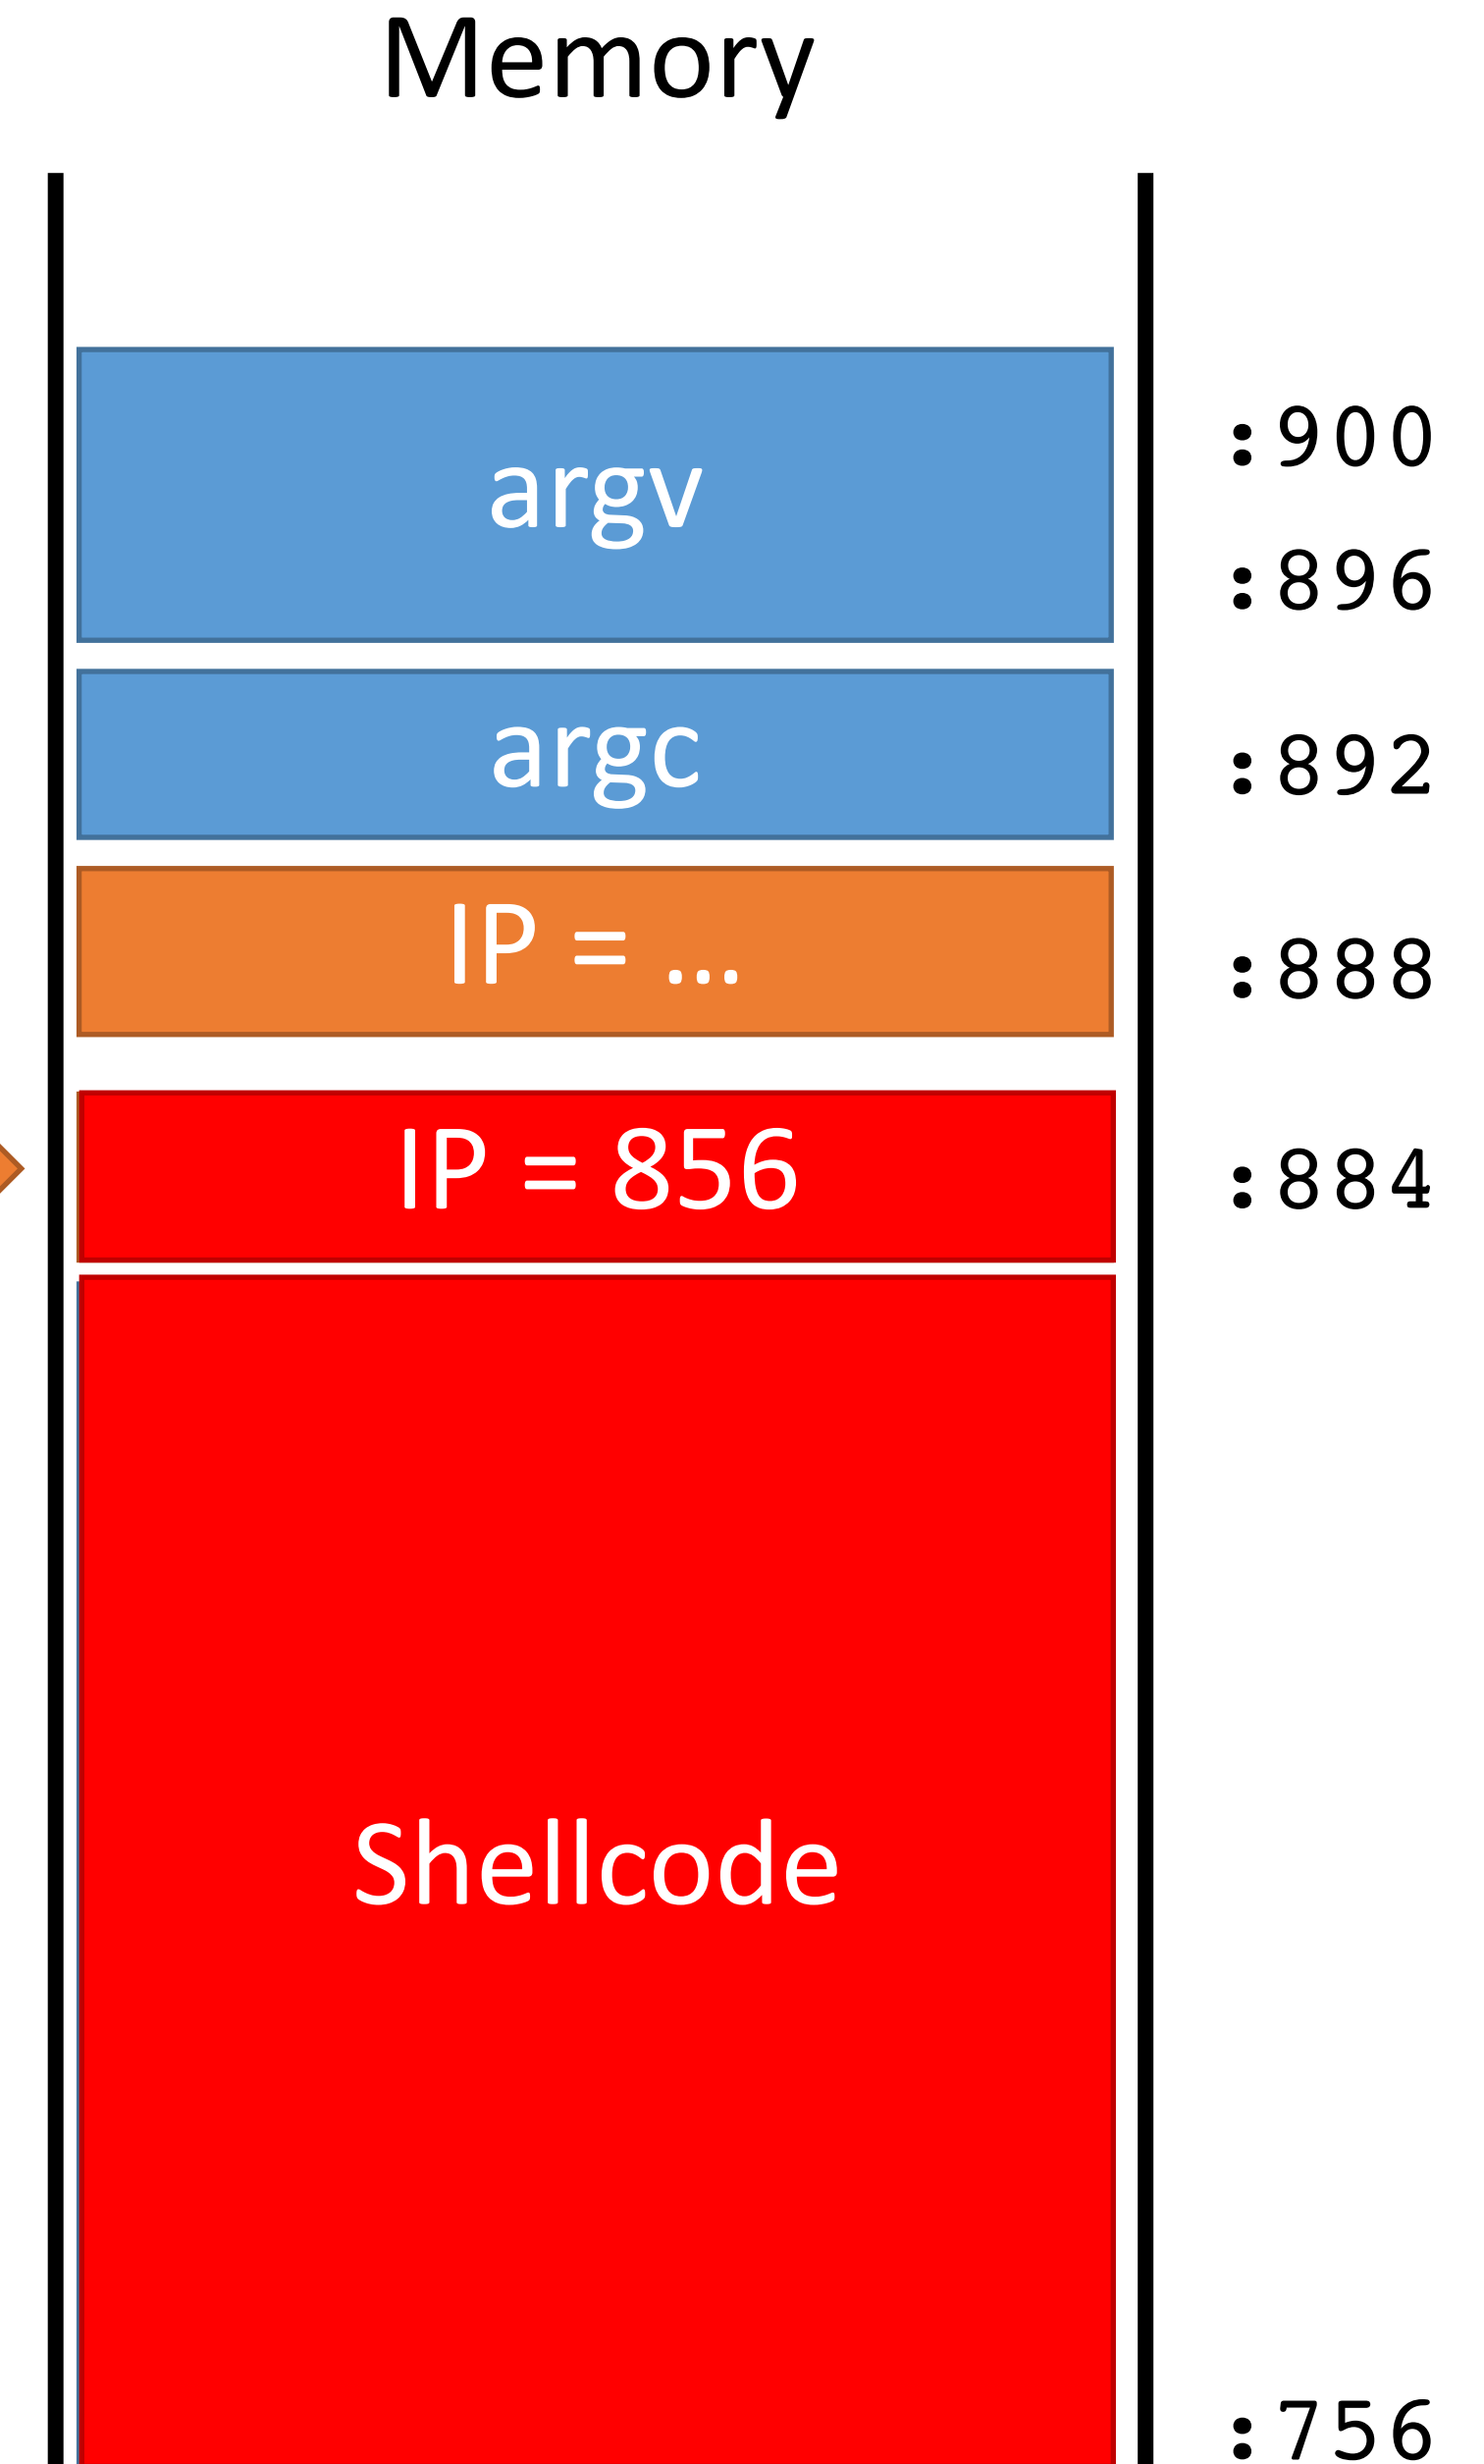 Memory
:900
argv
:896
argc
:892
IP = ...
:888
IP = 856
:884
Shellcode
:756